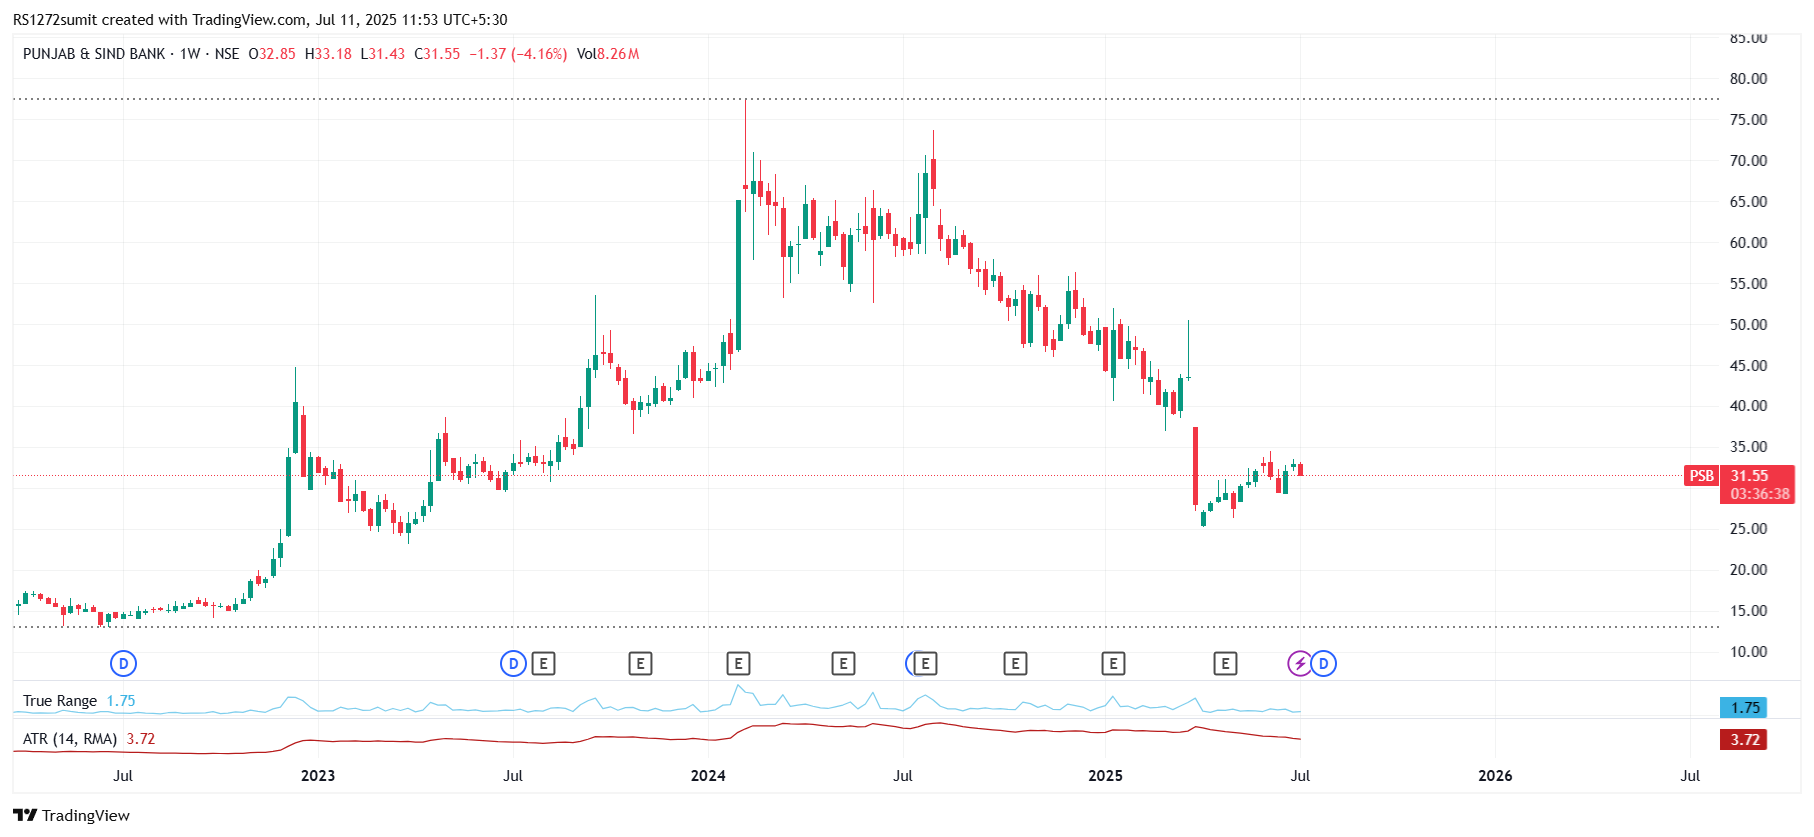 RS1272sumit created with TradingView.com, Jul 11, 2025 11:53 UTC+5:30
PUNJAB & SIND BANK · 1W · NSE O32.85 H33.18 L31.43 C31.55 −1.37 (−4.16%) Vol8.26 M
85.00
80.00
75.00
70.00
65.00
60.00
55.00
50.00
45.00
40.00
35.00
PSB 31.55
03:36:38
25.00
20.00
15.00
10.00
D D E E E E E E E E D
True Range 1.75
1.75
ATR (14, RMA) 3.72
3.72
Jul 2023 Jul 2024 Jul 2025 Jul 2026 Jul
TradingView